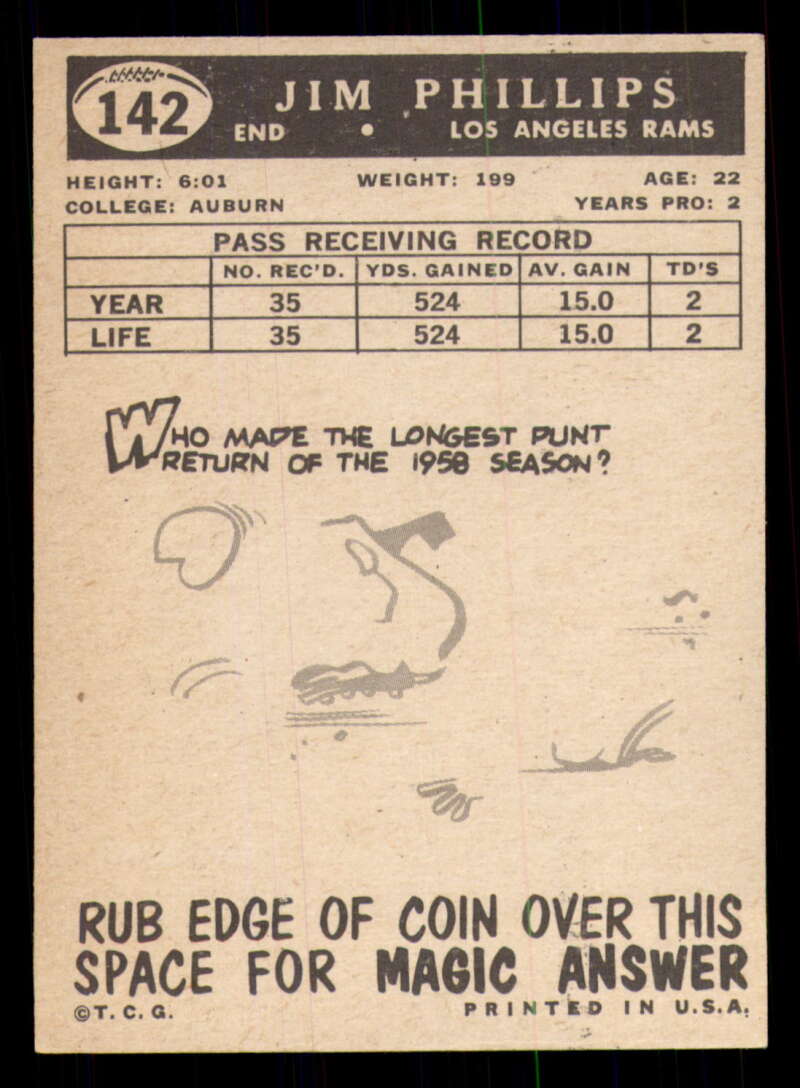 142
JIM PHILLIPS
END • LOS ANGELES RAMS
HEIGHT: 6:01 WEIGHT: 199 AGE: 22
COLLEGE: AUBURN YEARS PRO: 2
PASS RECEIVING RECORD
NO. REC'D. YDS. GAINED AV. GAIN TD'S
YEAR 35 524 15.0 2
LIFE 35 524 15.0 2
WHO MADE THE LONGEST PUNT
RETURN OF THE 1958 SEASON?
RUB EDGE OF COIN OVER THIS
SPACE FOR MAGIC ANSWER
©T. C. G. PRINTED IN U.S.A.